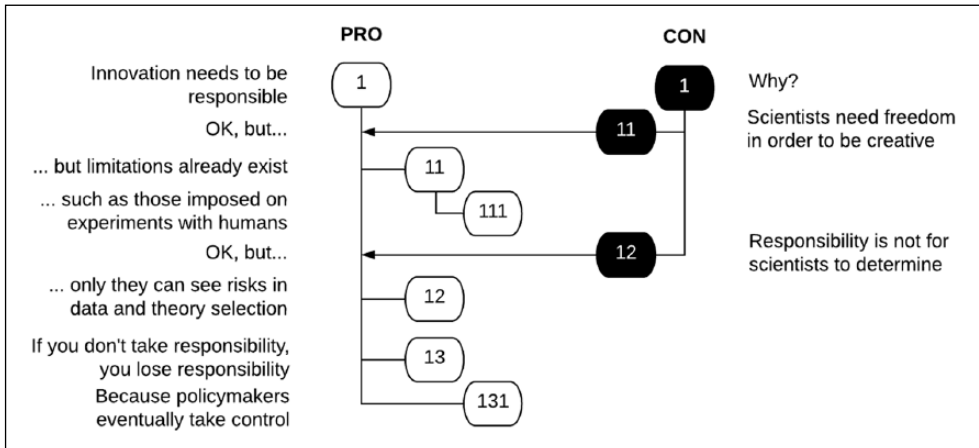 PRO CON
Innovation needs to be
responsible
1 1 Why?
OK, but... 11 Scientists need freedom
in order to be creative
... but limitations already exist 11
... such as those imposed on
experiments with humans 111
OK, but... 12 Responsibility is not for
scientists to determine
... only they can see risks in
data and theory selection 12
If you don't take responsibility,
you lose responsibility 13
Because policymakers
eventually take control 131